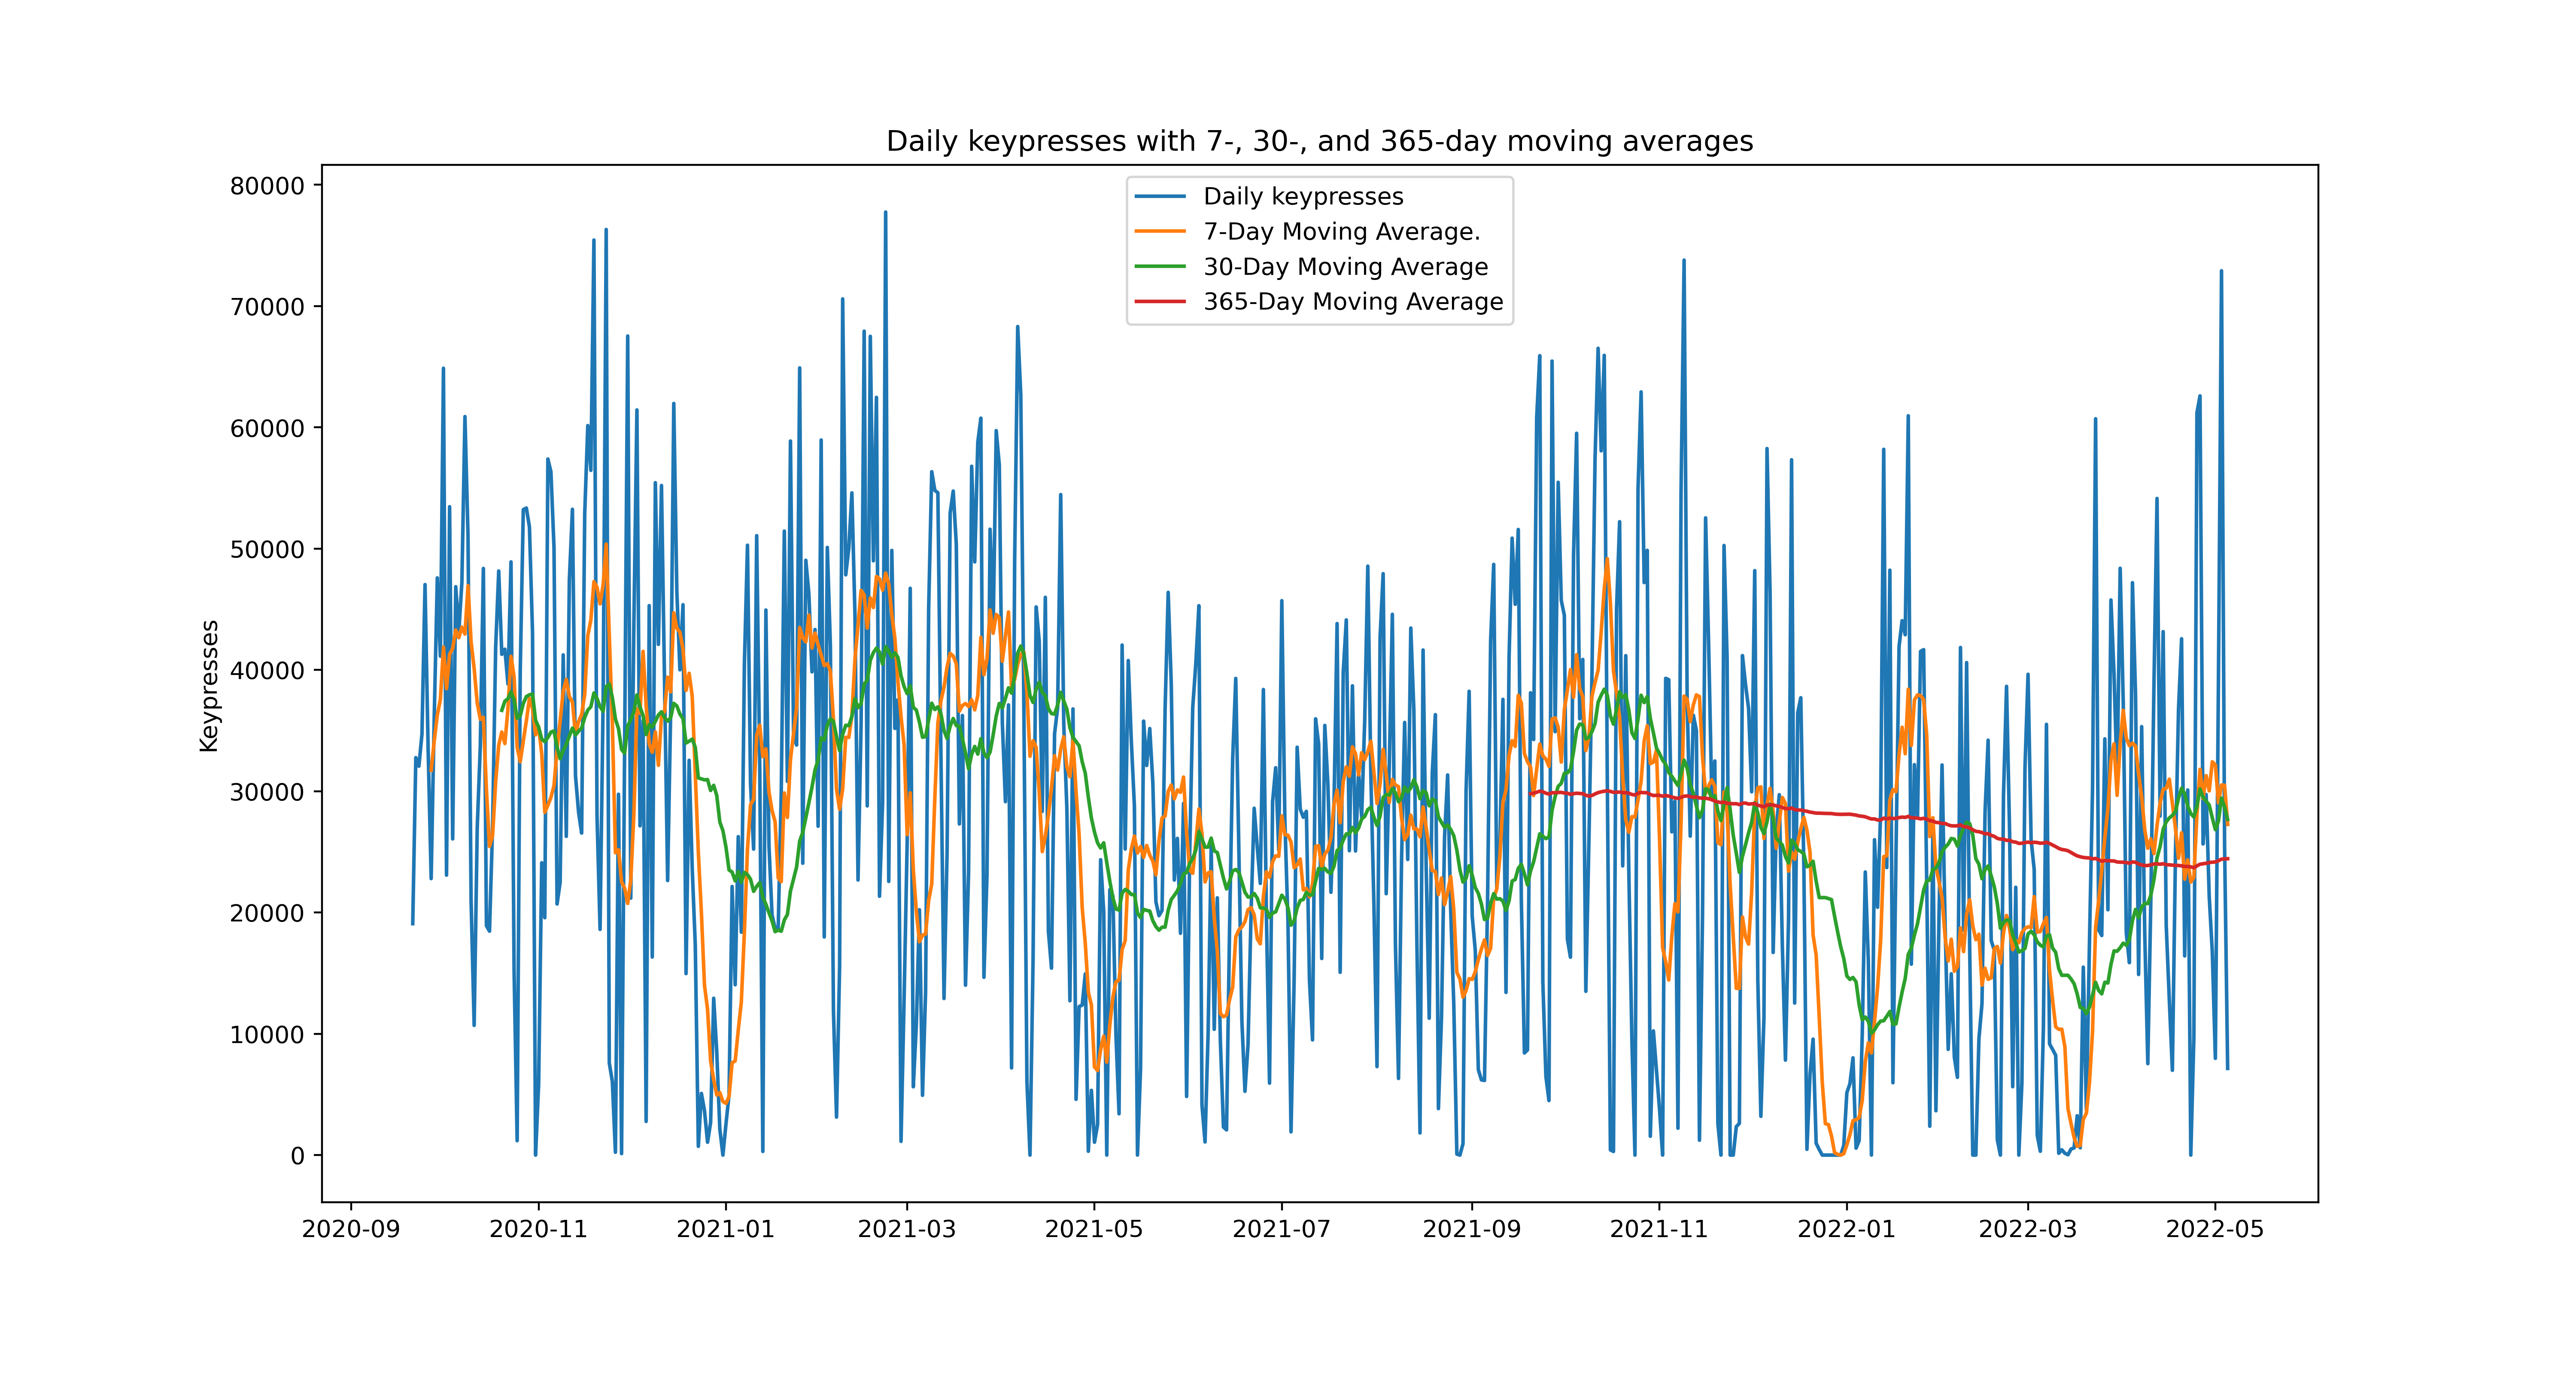 Daily keypresses with 7-, 30-, and 365-day moving averages
Daily keypresses
7-Day Moving Average.
30-Day Moving Average
365-Day Moving Average
Keypresses
80000
70000
60000
50000
40000
30000
20000
10000
0
2020-09 2020-11 2021-01 2021-03 2021-05 2021-07 2021-09 2021-11 2022-01 2022-03 2022-05